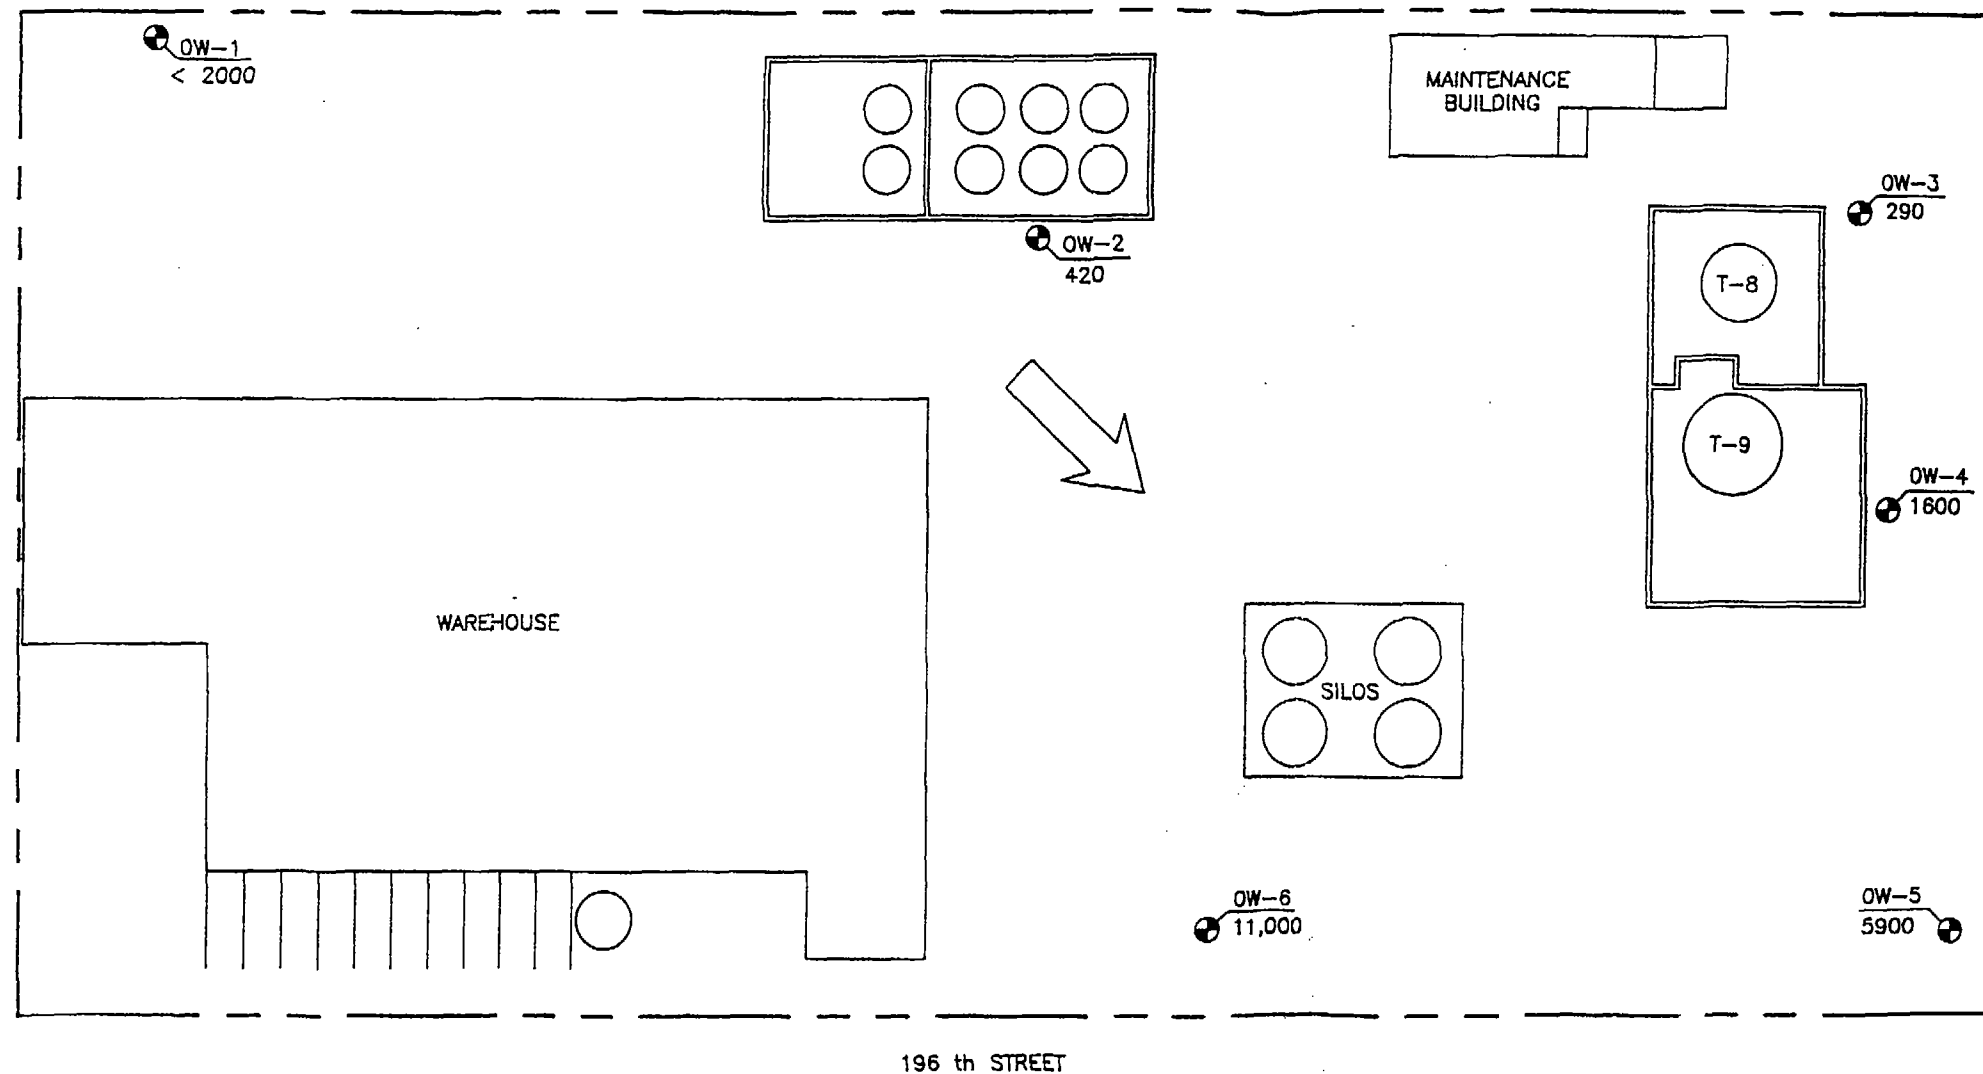 OW-1
< 2000
MAINTENANCE
BUILDING
OW-3
290
OW-2
420
T-8
T-9
OW-4
1600
WAREHOUSE
SILOS
OW-6
11,000
OW-5
5900
196 th STREET